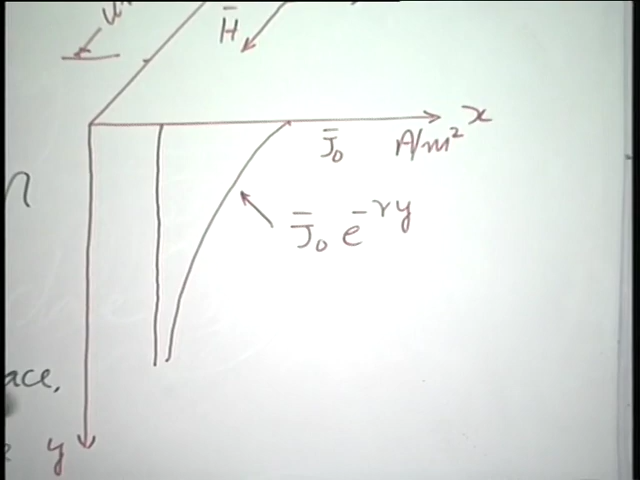 H̄
J̄₀ A/m² x
n
J̄₀ e^{-γy}
ace,
y